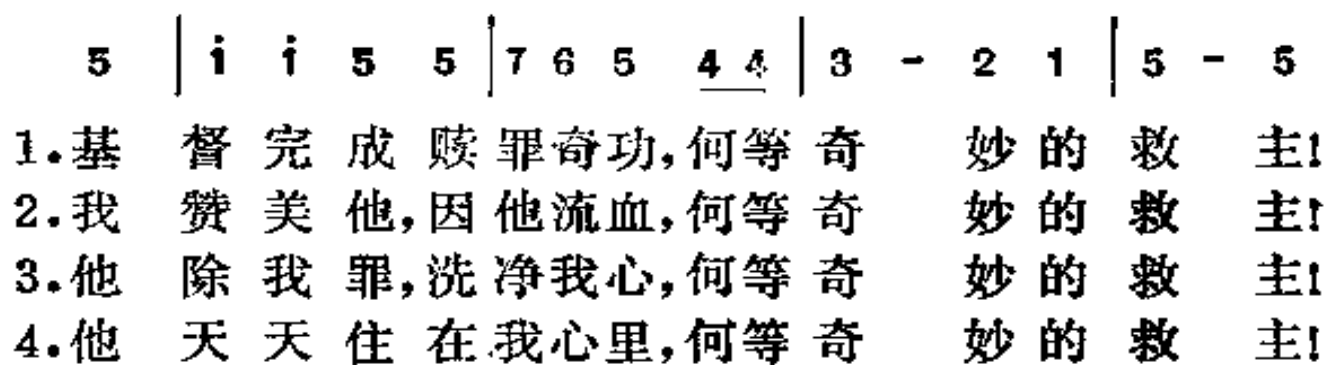 5 | i̇ i̇ 5 5 | 7 6 5 4 4 | 3 - 2 1 | 5 - 5
1.基督完成赎罪奇功,何等奇妙的救主!
2.我赞美他,因他流血,何等奇妙的救主!
3.他除我罪,洗净我心,何等奇妙的救主!
4.他天天住在我心里,何等奇妙的救主!